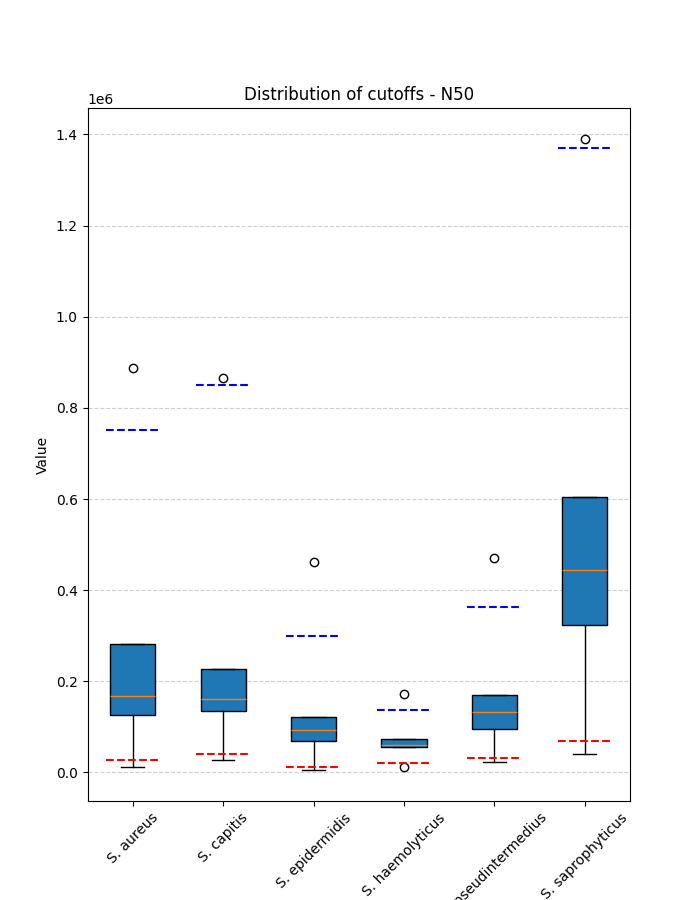 Distribution of cutoffs - N50
1e6
1.4
1.2
1.0
0.8
0.6
0.4
0.2
0.0
Value
S. aureus
S. capitis
S. epidermidis
S. haemolyticus
pseudintermedius
S. saprophyticus